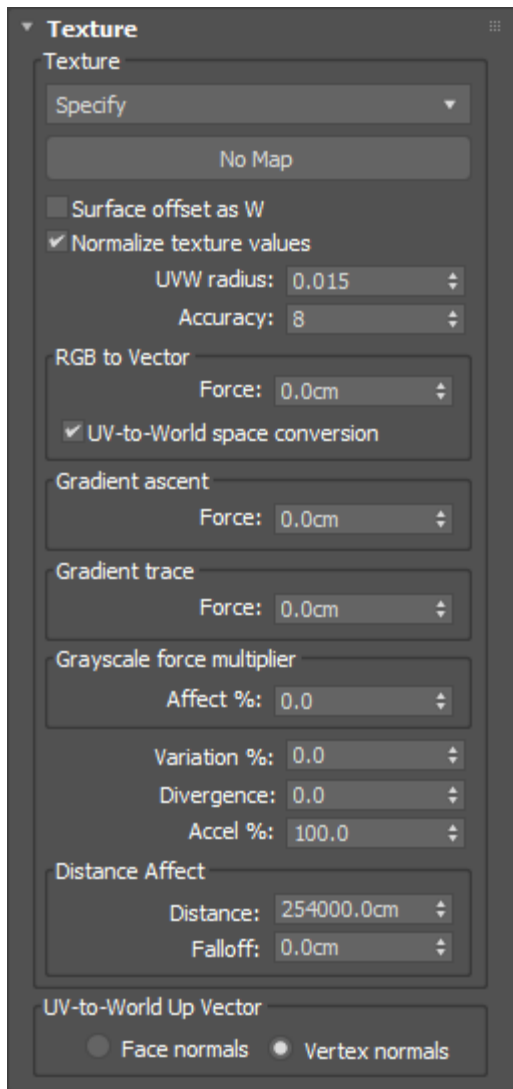 Texture
Texture
Specify
No Map
Surface offset as W
Normalize texture values
UVW radius: 0.015
Accuracy: 8
RGB to Vector
Force: 0.0cm
UV-to-World space conversion
Gradient ascent
Force: 0.0cm
Gradient trace
Force: 0.0cm
Grayscale force multiplier
Affect %: 0.0
Variation %: 0.0
Divergence: 0.0
Accel %: 100.0
Distance Affect
Distance: 254000.0cm
Falloff: 0.0cm
UV-to-World Up Vector
Face normals Vertex normals